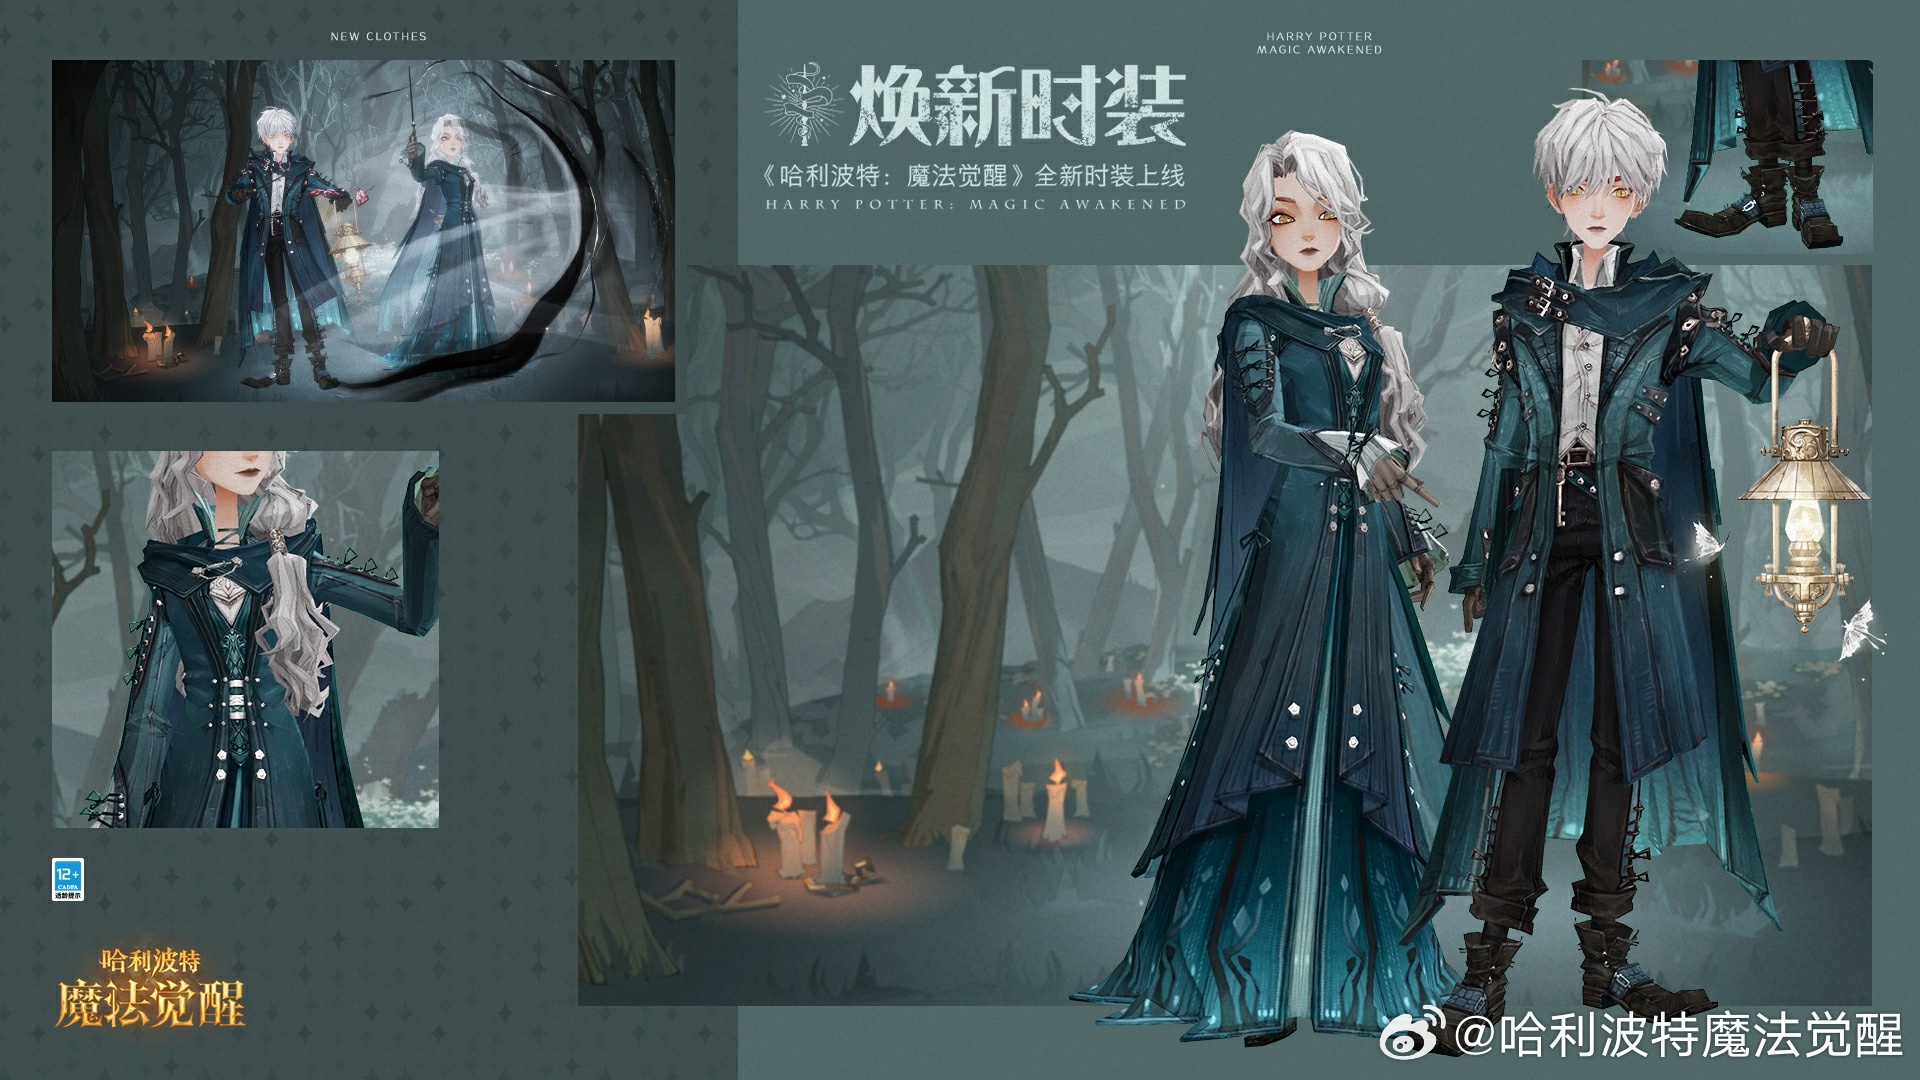 NEW CLOTHES
HARRY POTTER
MAGIC AWAKENED
焕新时装
《哈利波特：魔法觉醒》全新时装上线
HARRY POTTER: MAGIC AWAKENED
12+
CADPA
适龄提示
哈利波特
魔法觉醒
@哈利波特魔法觉醒